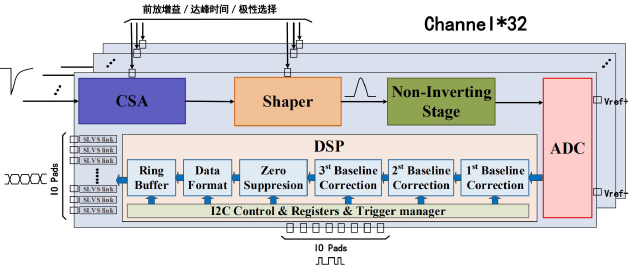 前放增益/达峰时间/极性选择
Channel*32
CSA
Shaper
Non-Inverting
Stage
ADC
Vref+
Vref-
DSP
Ring
Buffer
Data
Format
Zero
Suppresion
3st Baseline
Correction
2st Baseline
Correction
1st Baseline
Correction
I2C Control & Registers & Trigger manager
IO Pads
SLVS link
SLVS link
SLVS link
SLVS link
SLVS link
SLVS link
IO Pads